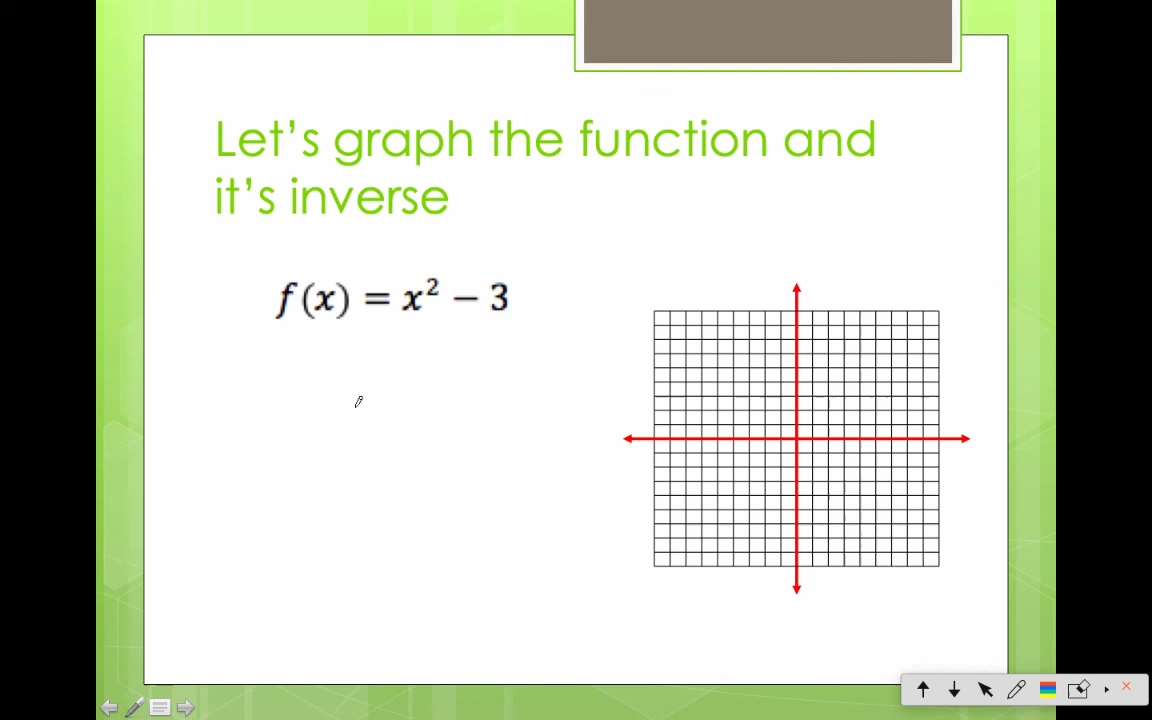 Let's graph the function and
it's inverse
f(x) = x² − 3